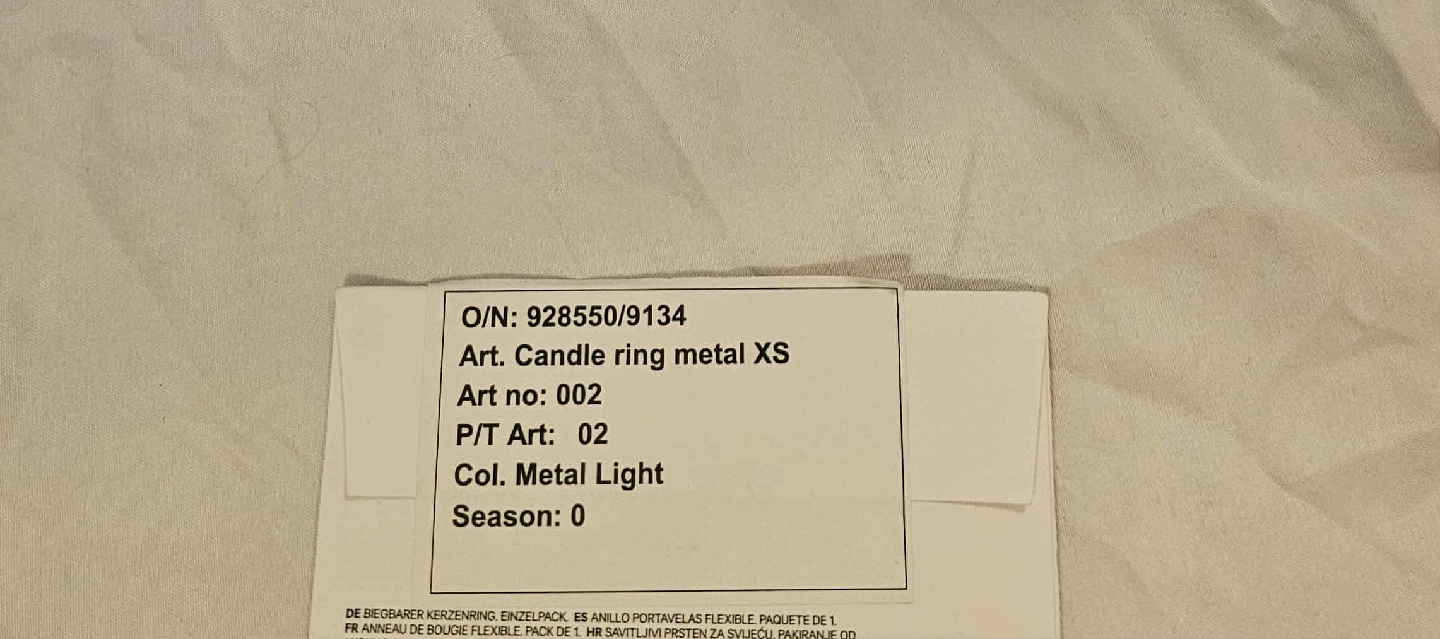 O/N: 928550/9134
Art. Candle ring metal XS
Art no: 002
P/T Art: 02
Col. Metal Light
Season: 0
DE BIEGBARER KERZENRING. EINZELPACK. ES ANILLO PORTAVELAS FLEXIBLE. PAQUETE DE 1.
FR ANNEAU DE BOUGIE FLEXIBLE. PACK DE 1. HR SAVITLJIVI PRSTEN ZA SVIJEĆU. PAKIRANJE OD